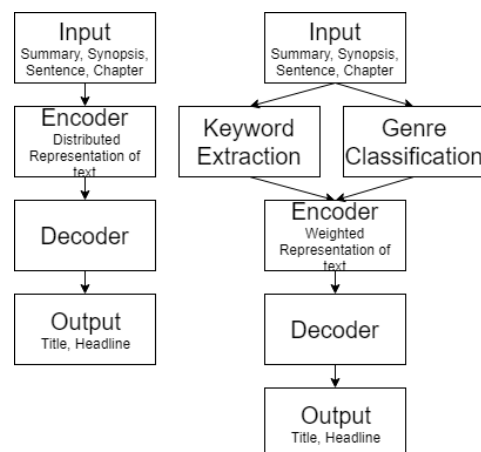 Input
Summary, Synopsis,
Sentence, Chapter
Encoder
Distributed
Representation of
text
Decoder
Output
Title, Headline
Input
Summary, Synopsis,
Sentence, Chapter
Keyword
Extraction
Genre
Classification
Encoder
Weighted
Representation of
text
Decoder
Output
Title, Headline